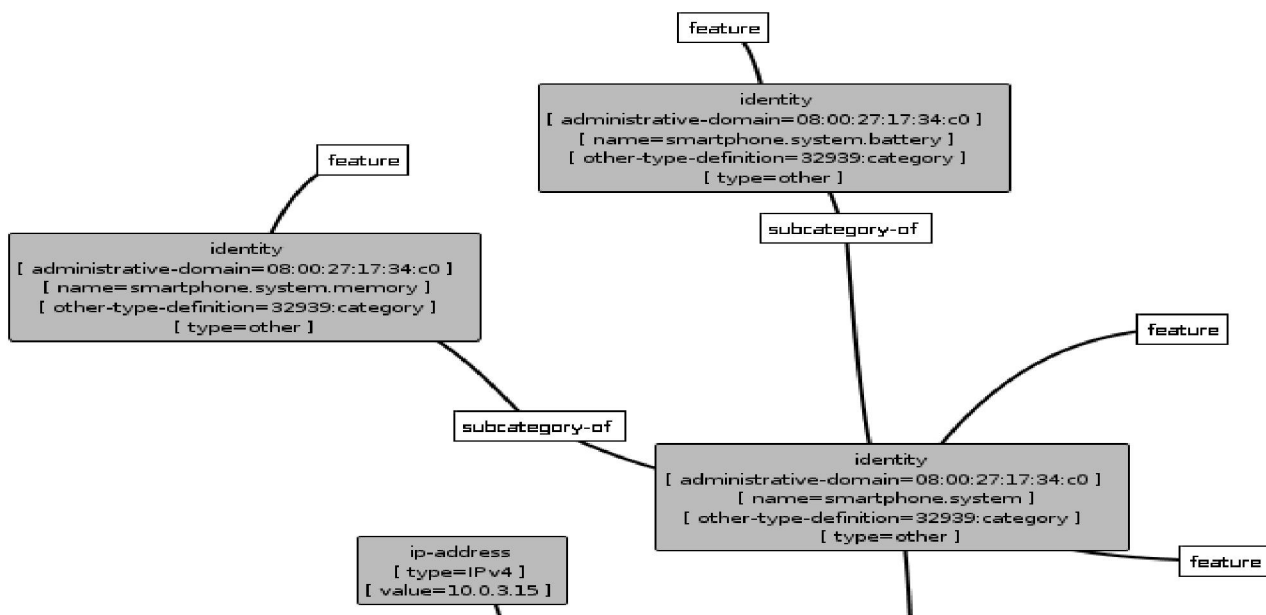 feature
identity
[ administrative-domain=08:00:27:17:34:c0 ]
[ name=smartphone.system.battery ]
[ other-type-definition=32939:category ]
[ type=other ]
feature
subcategory-of
identity
[ administrative-domain=08:00:27:17:34:c0 ]
[ name=smartphone.system.memory ]
[ other-type-definition=32939:category ]
[ type=other ]
feature
subcategory-of
identity
[ administrative-domain=08:00:27:17:34:c0 ]
[ name=smartphone.system ]
[ other-type-definition=32939:category ]
[ type=other ]
ip-address
[ type=IPv4 ]
[ value=10.0.3.15 ]
feature